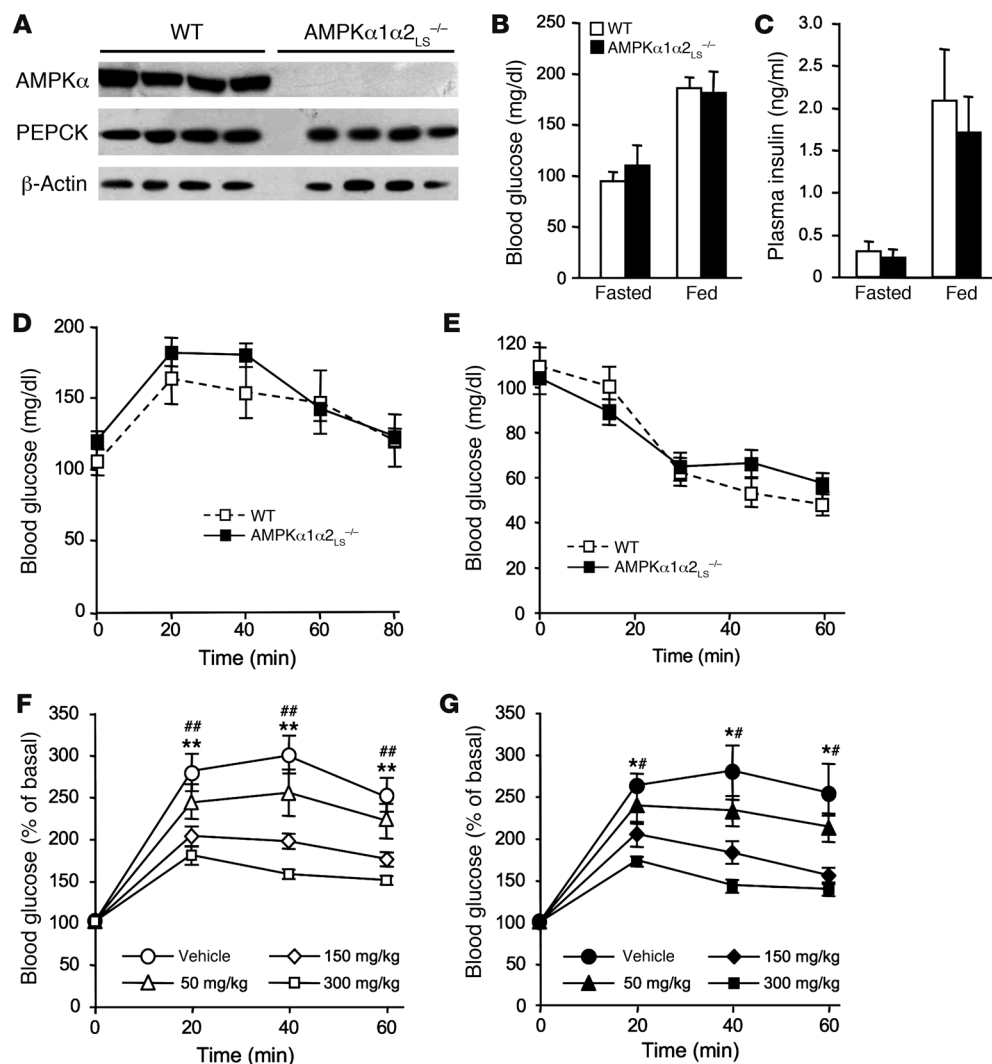 A
WT
AMPKα1α2LS−/−
AMPKα
PEPCK
β-Actin
B
WT
AMPKα1α2LS−/−
Blood glucose (mg/dl)
250
200
150
100
50
0
Fasted
Fed
C
Plasma insulin (ng/ml)
3.0
2.5
2.0
1.5
1.0
0.5
0
Fasted
Fed
D
Blood glucose (mg/dl)
200
150
100
50
0
WT
AMPKα1α2LS−/−
0
20
40
60
80
Time (min)
E
Blood glucose (mg/dl)
120
100
80
60
40
20
0
WT
AMPKα1α2LS−/−
0
20
40
60
Time (min)
F
Blood glucose (% of basal)
350
300
250
200
150
100
50
0
##
**
##
**
##
**
Vehicle
150 mg/kg
50 mg/kg
300 mg/kg
0
20
40
60
Time (min)
G
Blood glucose (% of basal)
350
300
250
200
150
100
50
0
*#
*#
*#
Vehicle
150 mg/kg
50 mg/kg
300 mg/kg
0
20
40
60
Time (min)